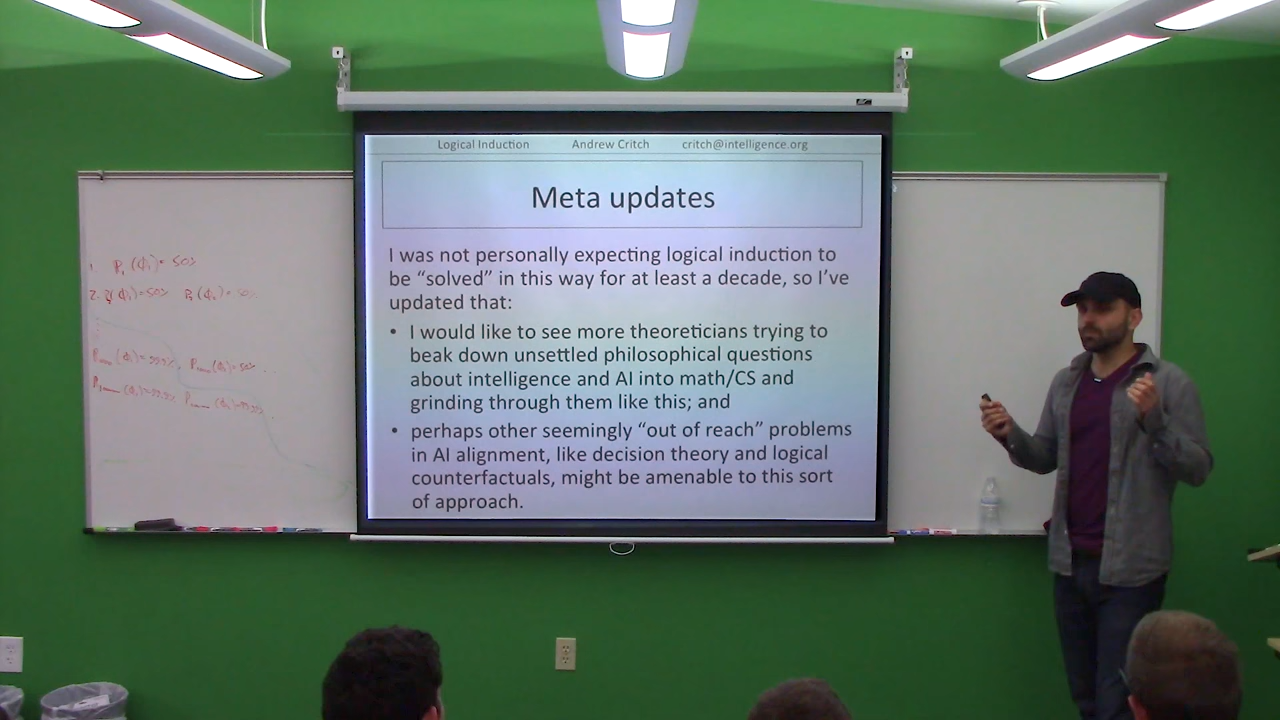 Logical Induction Andrew Critch critch@intelligence.org
Meta updates
I was not personally expecting logical induction to
be “solved” in this way for at least a decade, so I’ve
updated that:
• I would like to see more theoreticians trying to
beak down unsettled philosophical questions
about intelligence and AI into math/CS and
grinding through them like this; and
• perhaps other seemingly “out of reach” problems
in AI alignment, like decision theory and logical
counterfactuals, might be amenable to this sort
of approach.